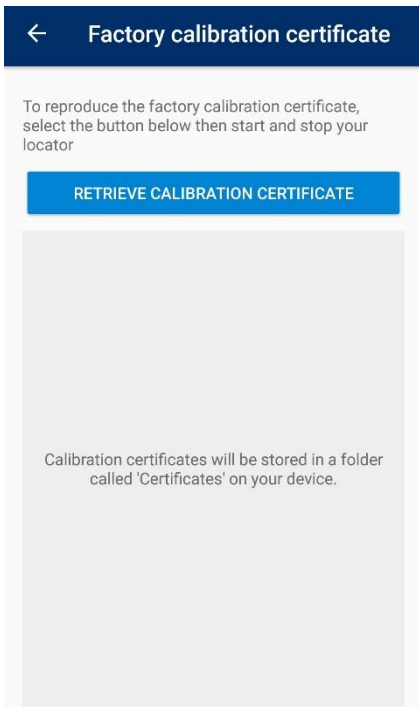 Factory calibration certificate
To reproduce the factory calibration certificate,
select the button below then start and stop your
locator
RETRIEVE CALIBRATION CERTIFICATE
Calibration certificates will be stored in a folder
called 'Certificates' on your device.